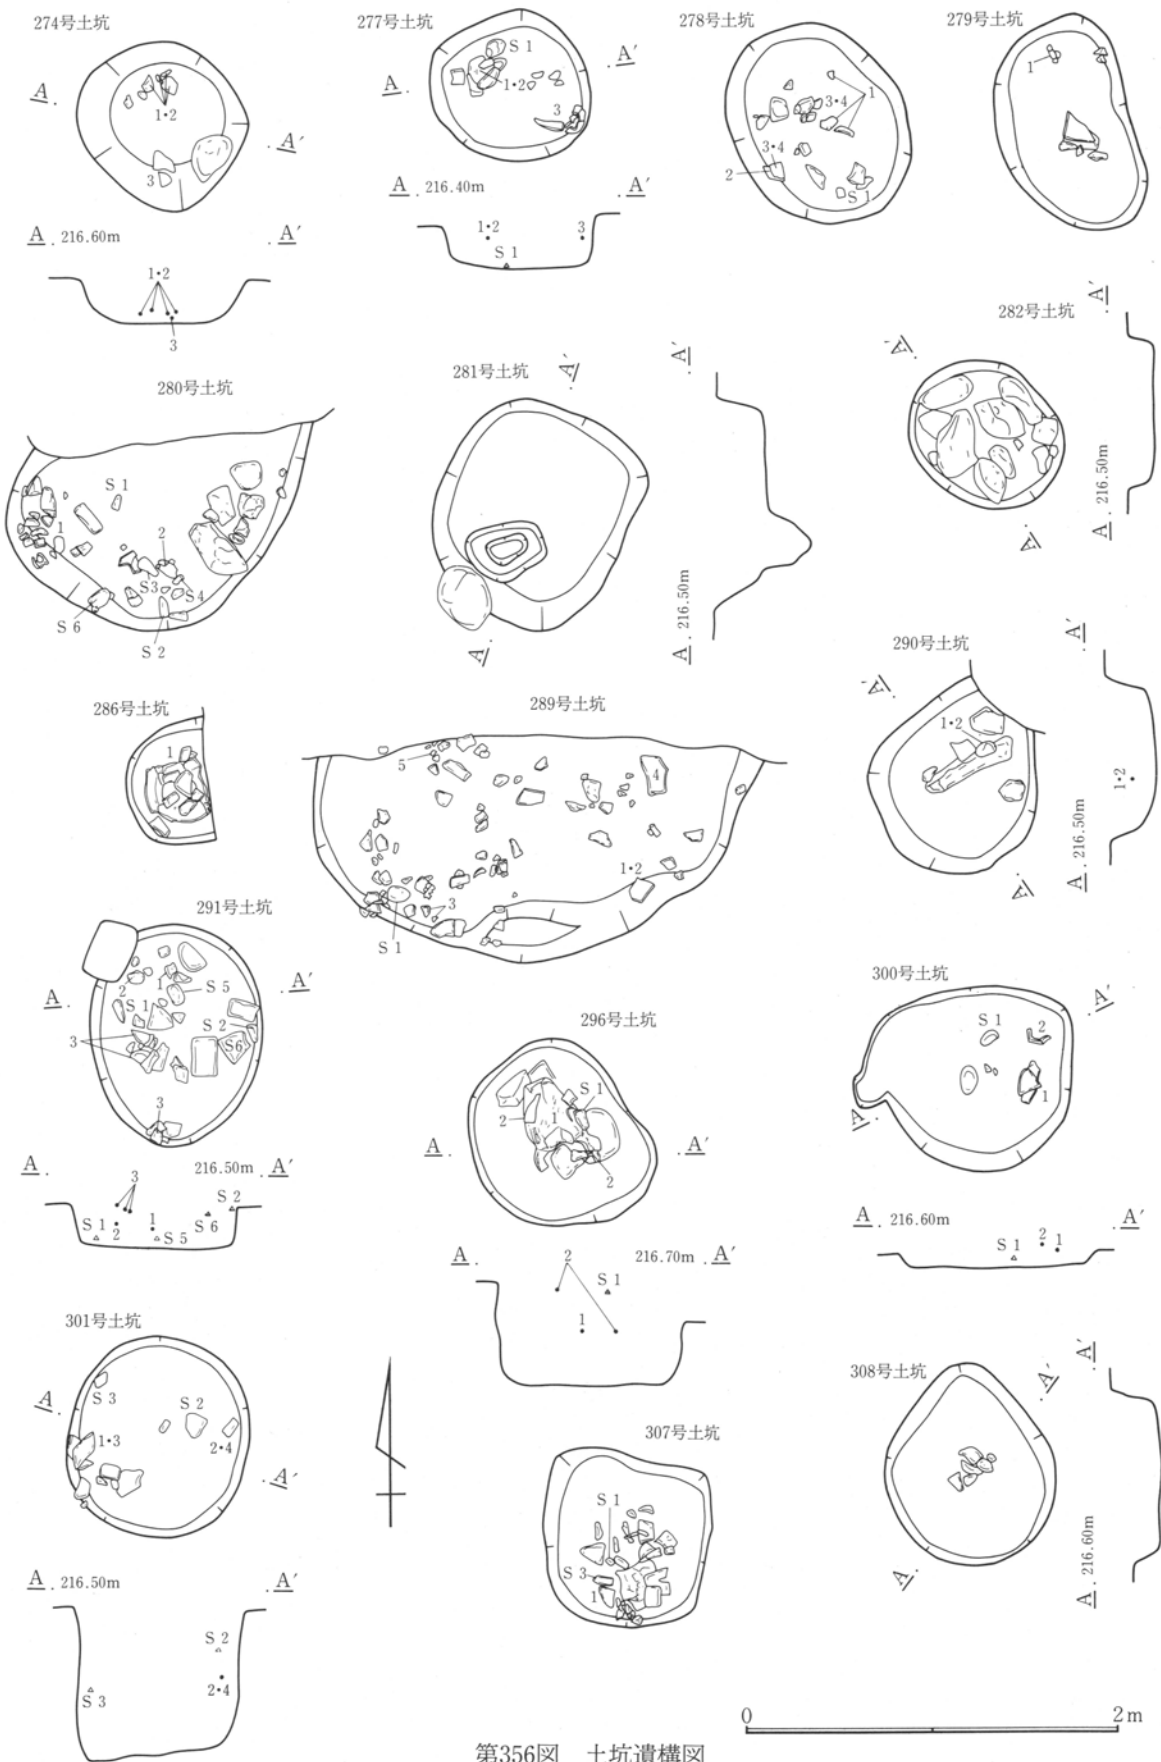 274号土坑
A . . A′
1•2
3
A . 216.60m . A′
1•2
3
277号土坑
A . . A′
S 1
1•2
3
A . 216.40m . A′
1•2 3
S 1
278号土坑
1
3•4
3•4
2
S 1
279号土坑
1
280号土坑
S 1
1
2
S3 S4
S 6
S 2
281号土坑
A′
A
A . 216.50m . A′
282号土坑
A′
A
A . 216.50m . A′
286号土坑
1
289号土坑
5
4
1•2
3
S 1
290号土坑
A′
1•2
A
A . 216.50m . A′
1•2
291号土坑
A . . A′
1
2
S 1
S 5
S 2
S6
3
3
A . 216.50m . A′
3
S 1 2 1 S 5 S 6 S 2
296号土坑
A . . A′
S 1
2 1
2
A . 216.70m . A′
2
S 1
1
300号土坑
A . . A′
S 1 2
1
A . 216.60m . A′
S 1 2 1
301号土坑
A . . A′
S 3
S 2
1•3
2•4
A . 216.50m . A′
S 2
2•4
S 3
307号土坑
S 1
S 3
1
308号土坑
A′
A
A . 216.60m . A′
0 2 m
第356図 土坑遺構図